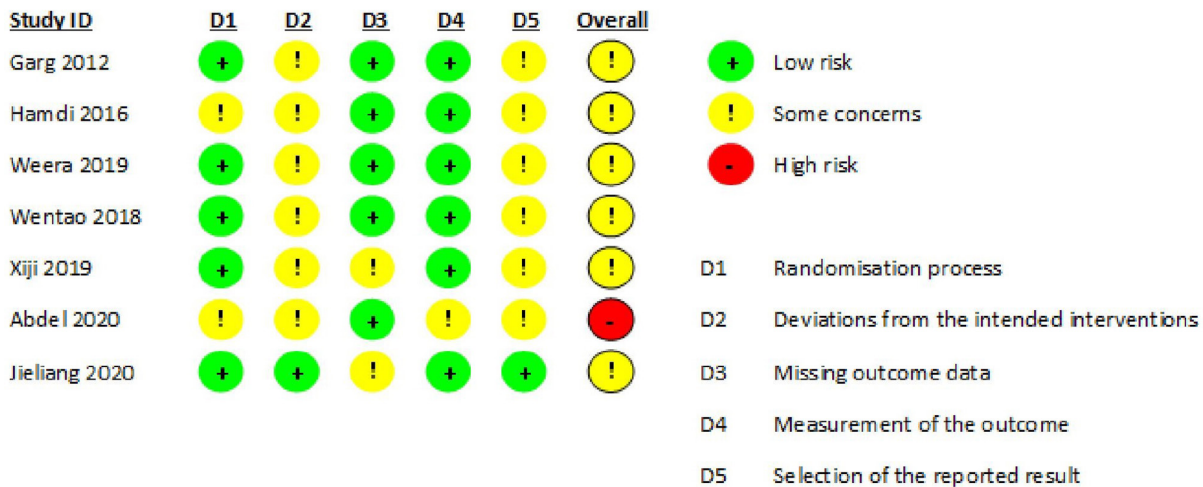 Study ID D1 D2 D3 D4 D5 Overall
Garg 2012 + ! + + ! !
Hamdi 2016 ! ! + + ! !
Weera 2019 + ! + + ! !
Wentao 2018 + ! + + ! !
Xiji 2019 + ! ! + ! !
Abdel 2020 ! ! + ! ! -
Jieliang 2020 + + ! + + !
+ Low risk
! Some concerns
- High risk
D1 Randomisation process
D2 Deviations from the intended interventions
D3 Missing outcome data
D4 Measurement of the outcome
D5 Selection of the reported result